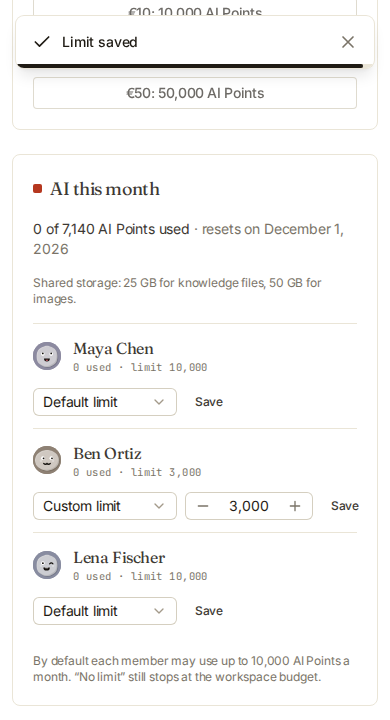 €10: 10,000 AI Points
Limit saved
€50: 50,000 AI Points
AI this month
0 of 7,140 AI Points used · resets on December 1,
2026
Shared storage: 25 GB for knowledge files, 50 GB for
images.
Maya Chen
0 used · limit 10,000
Default limit
Save
Ben Ortiz
0 used · limit 3,000
Custom limit
3,000
Save
Lena Fischer
0 used · limit 10,000
Default limit
Save
By default each member may use up to 10,000 AI Points a
month. “No limit” still stops at the workspace budget.